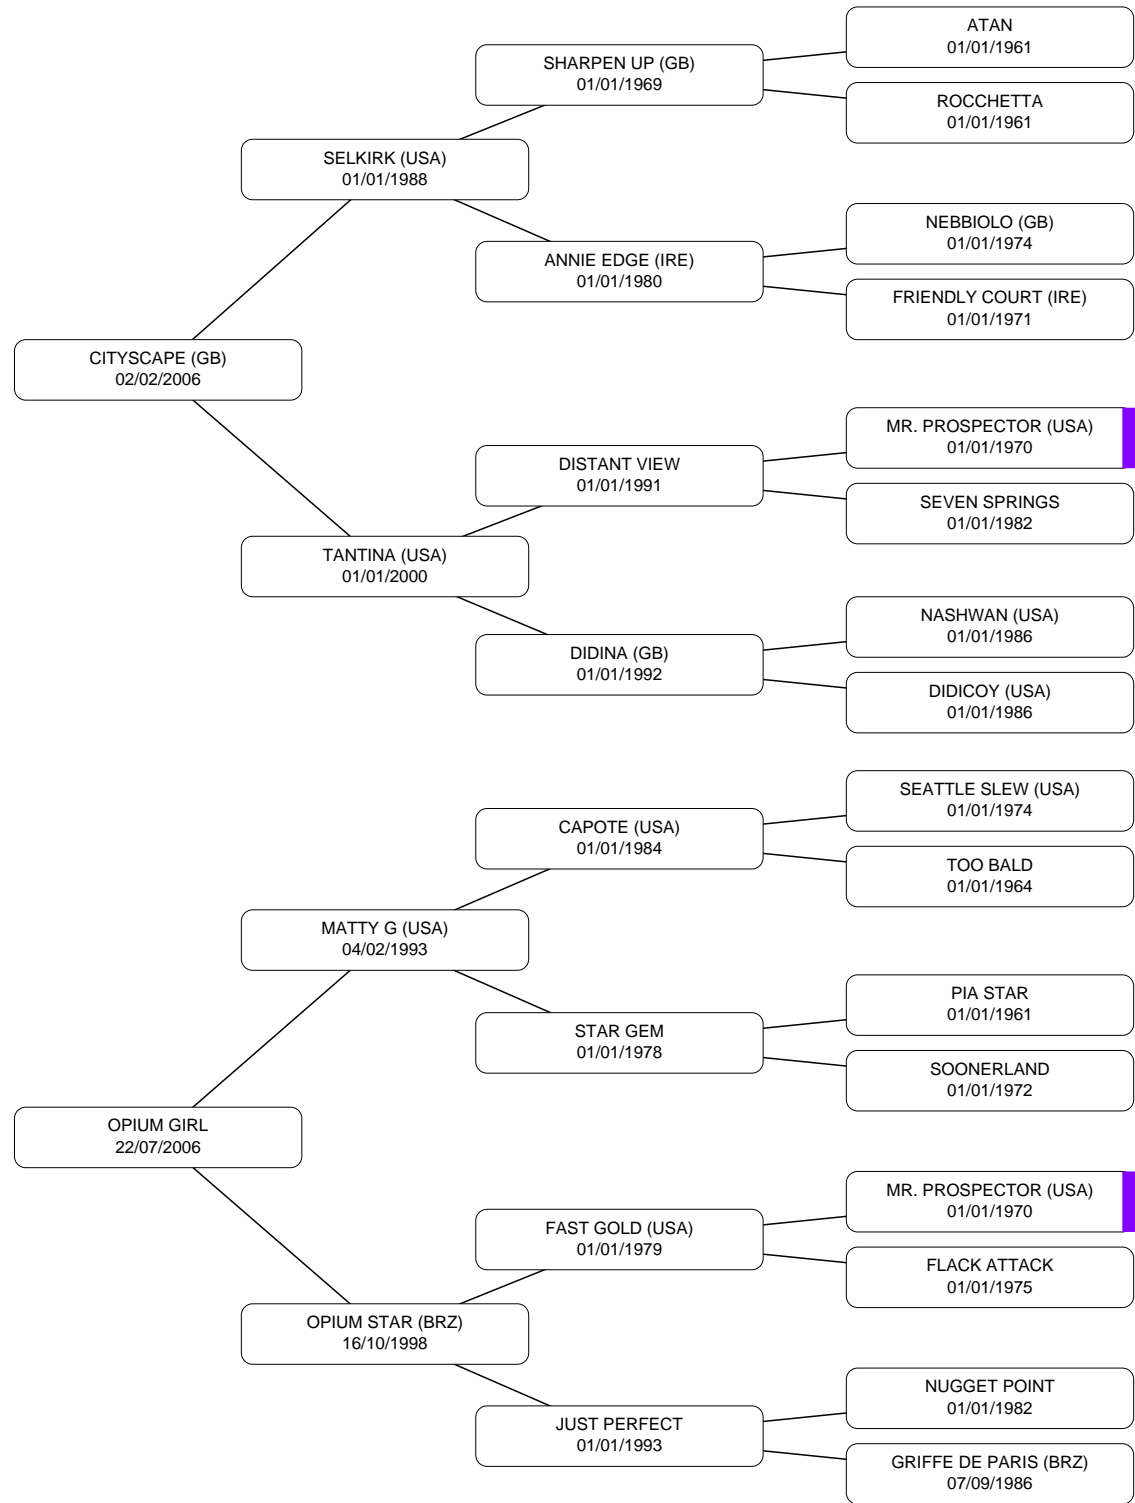 ATAN
01/01/1961
SHARPEN UP (GB)
01/01/1969
ROCCHETTA
01/01/1961
SELKIRK (USA)
01/01/1988
NEBBIOLO (GB)
01/01/1974
ANNIE EDGE (IRE)
01/01/1980
FRIENDLY COURT (IRE)
01/01/1971
CITYSCAPE (GB)
02/02/2006
MR. PROSPECTOR (USA)
01/01/1970
DISTANT VIEW
01/01/1991
SEVEN SPRINGS
01/01/1982
TANTINA (USA)
01/01/2000
NASHWAN (USA)
01/01/1986
DIDINA (GB)
01/01/1992
DIDICOY (USA)
01/01/1986
SEATTLE SLEW (USA)
01/01/1974
CAPOTE (USA)
01/01/1984
TOO BALD
01/01/1964
MATTY G (USA)
04/02/1993
PIA STAR
01/01/1961
STAR GEM
01/01/1978
SOONERLAND
01/01/1972
OPIUM GIRL
22/07/2006
MR. PROSPECTOR (USA)
01/01/1970
FAST GOLD (USA)
01/01/1979
FLACK ATTACK
01/01/1975
OPIUM STAR (BRZ)
16/10/1998
NUGGET POINT
01/01/1982
JUST PERFECT
01/01/1993
GRIFFE DE PARIS (BRZ)
07/09/1986